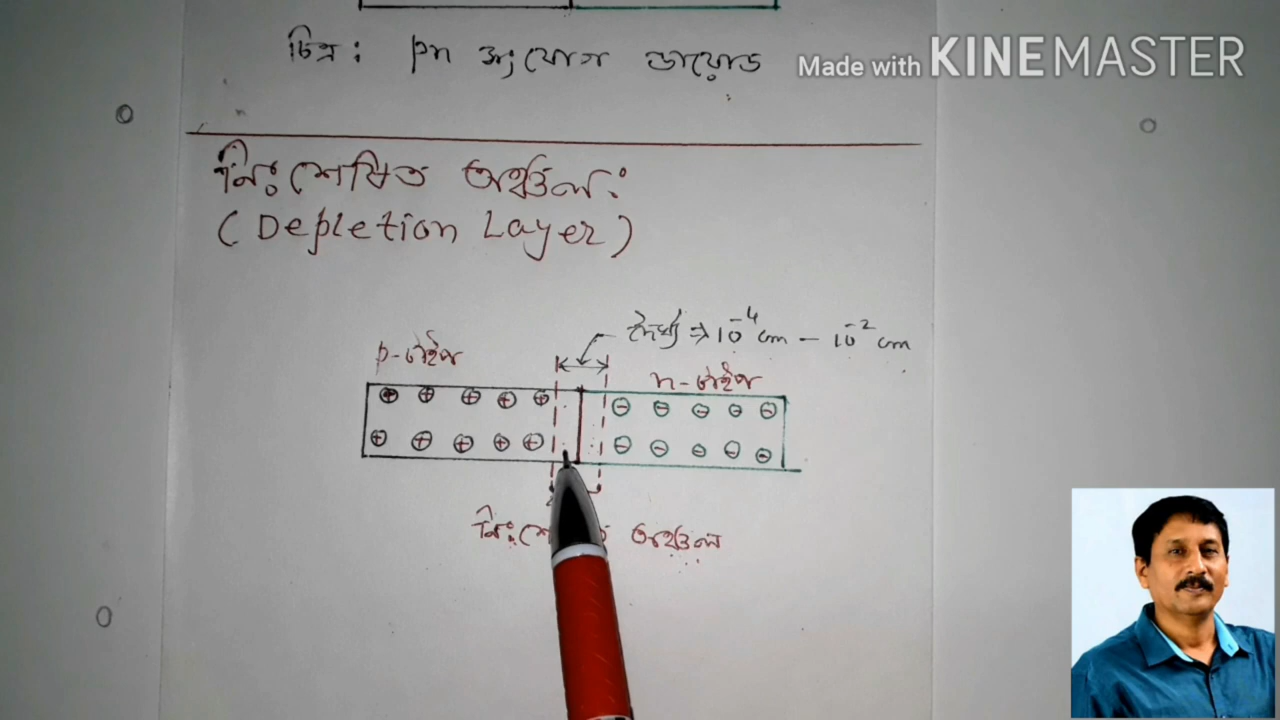 চিত্র: pn সংযোগ ডায়োড
Made with KINEMASTER
নিঃশেষিত অঞ্চল:
(Depletion Layer)
দৈর্ঘ্য ⇒ 10⁻⁴ cm – 10⁻² cm
p-টাইপ
n-টাইপ
অঞ্চল